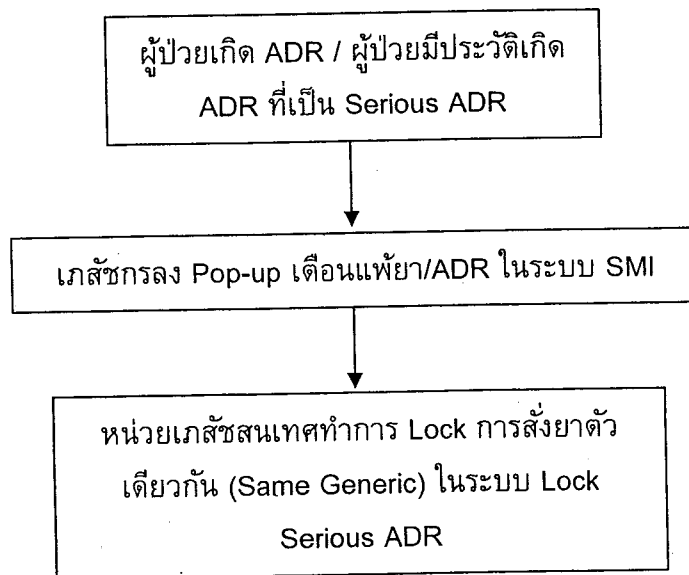 ผู้ป่วยเกิด ADR / ผู้ป่วยมีประวัติเกิด
ADR ที่เป็น Serious ADR
เภสัชกรลง Pop-up เตือนแพ้ยา/ADR ในระบบ SMI
หน่วยเภสัชสนเทศทำการ Lock การสั่งยาตัว
เดียวกัน (Same Generic) ในระบบ Lock
Serious ADR